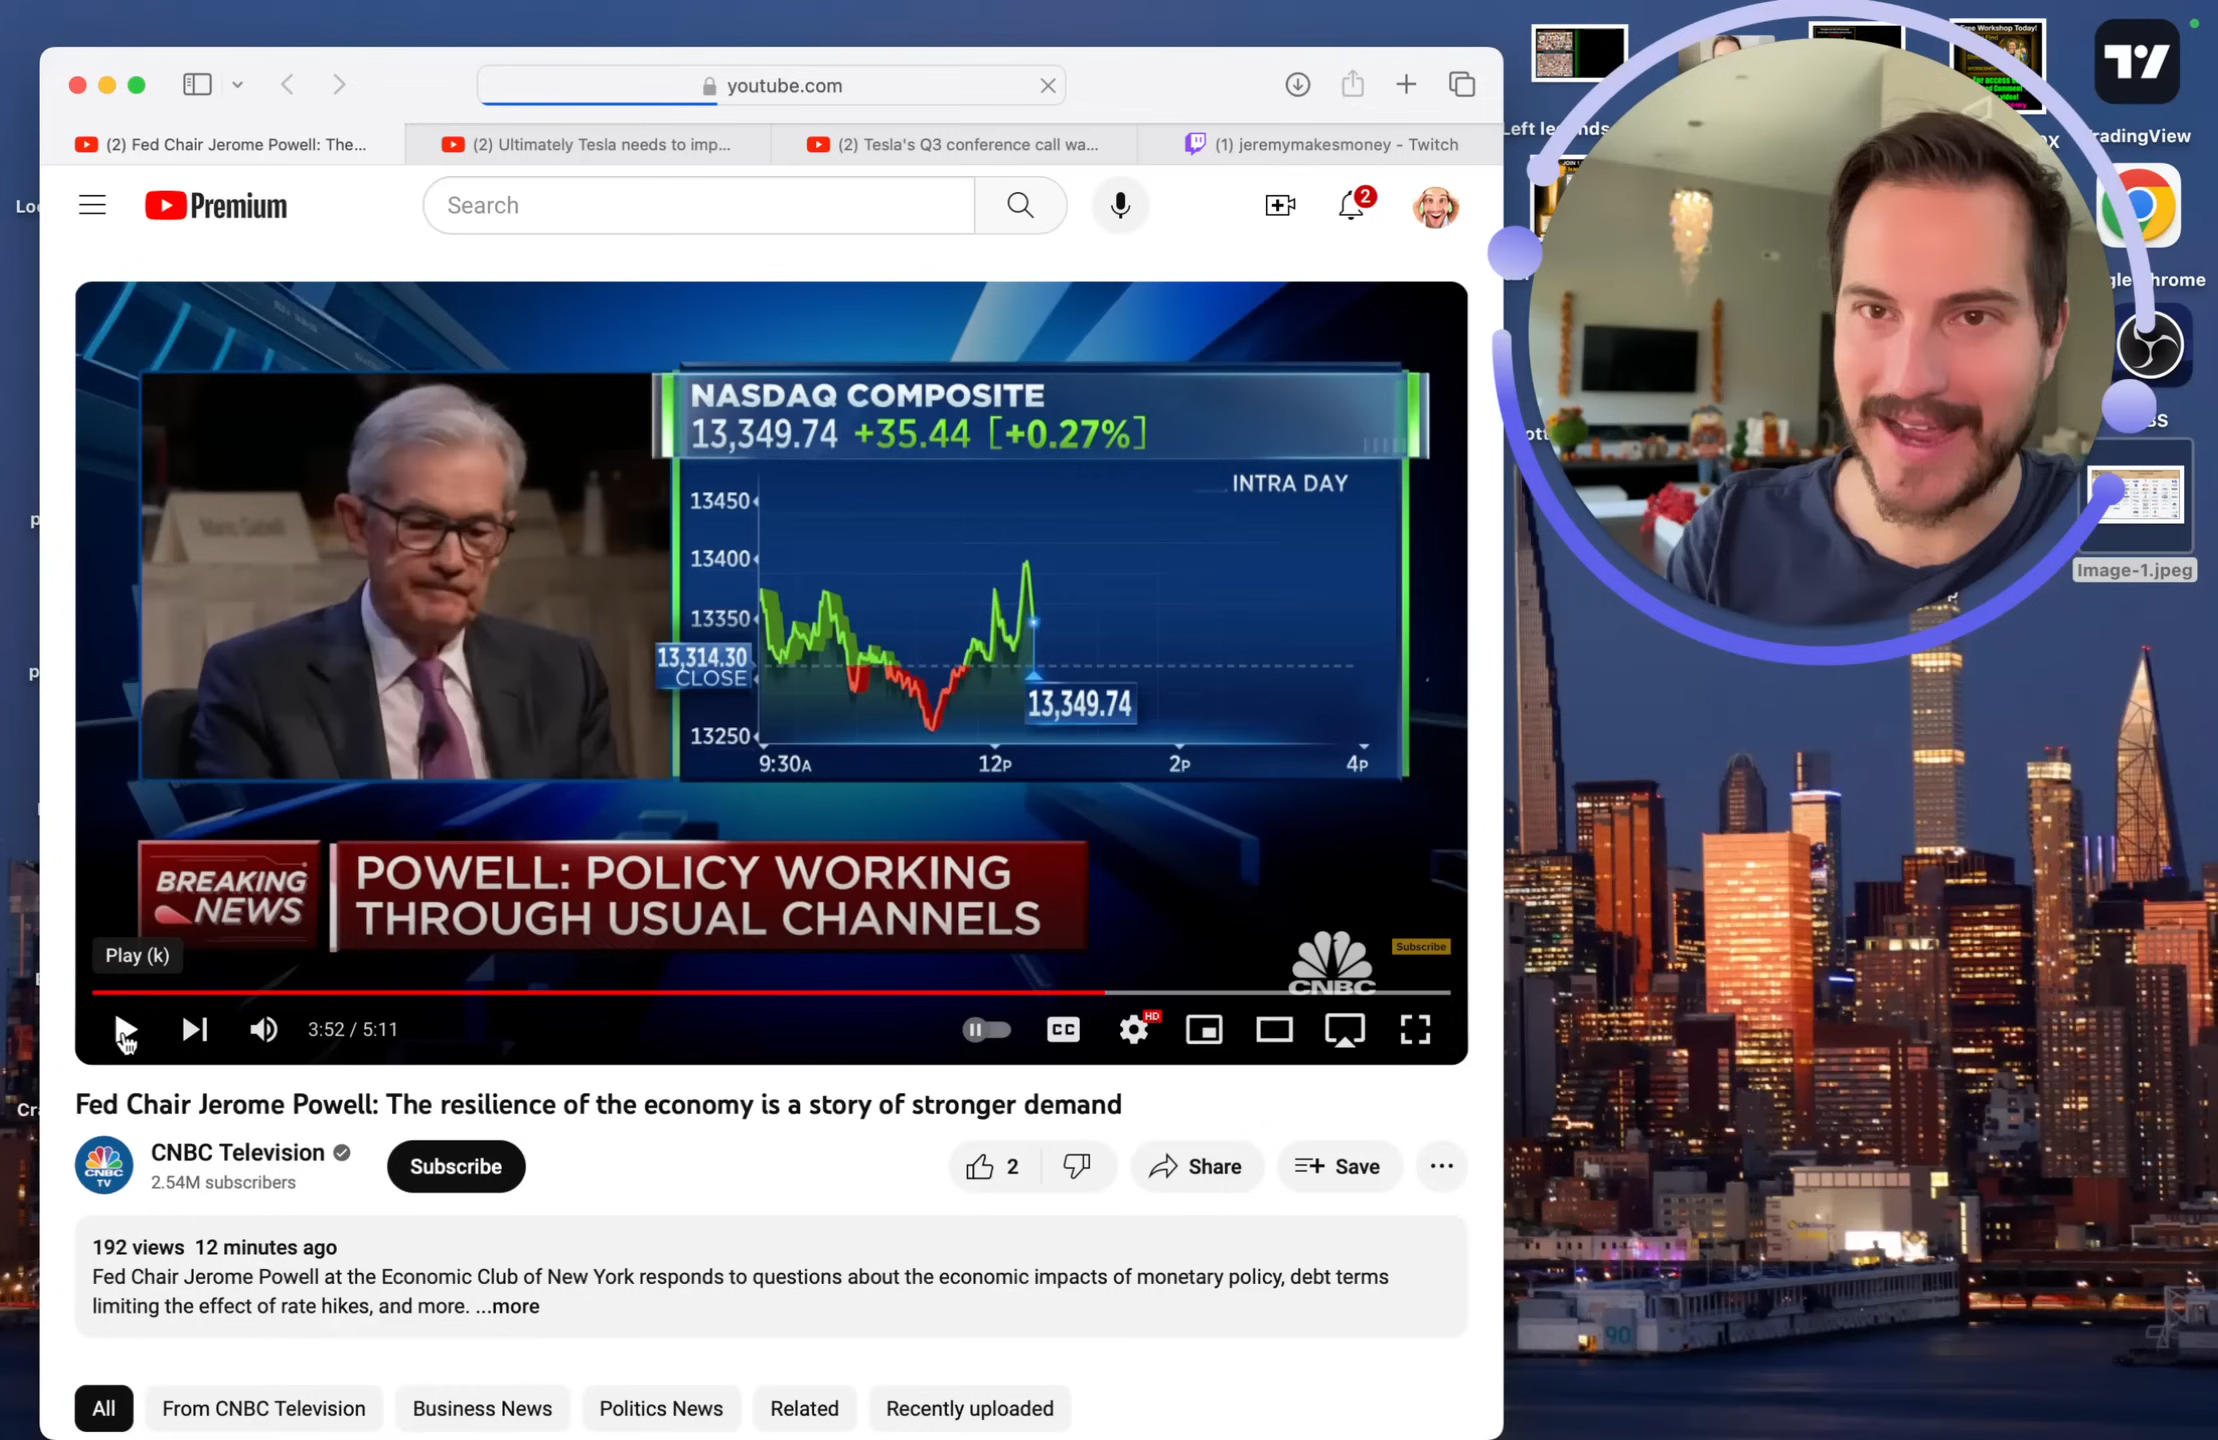 youtube.com
(2) Fed Chair Jerome Powell: The...
(2) Ultimately Tesla needs to imp...
(2) Tesla's Q3 conference call wa...
(1) jeremymakesmoney - Twitch
Premium
Search
2
NASDAQ COMPOSITE
13,349.74 +35.44 [+0.27%]
INTRA DAY
13450
13400
13350
13,314.30
CLOSE
13,349.74
13250
9:30A
12P
2P
4P
BREAKING
NEWS
POWELL: POLICY WORKING
THROUGH USUAL CHANNELS
Subscribe
CNBC
Play (k)
3:52 / 5:11
CC
HD
Fed Chair Jerome Powell: The resilience of the economy is a story of stronger demand
CNBC
TV
CNBC Television
2.54M subscribers
Subscribe
2
Share
Save
192 views 12 minutes ago
Fed Chair Jerome Powell at the Economic Club of New York responds to questions about the economic impacts of monetary policy, debt terms
limiting the effect of rate hikes, and more. ...more
All
From CNBC Television
Business News
Politics News
Related
Recently uploaded
Free Workshop Today!
Image-1.jpeg
90